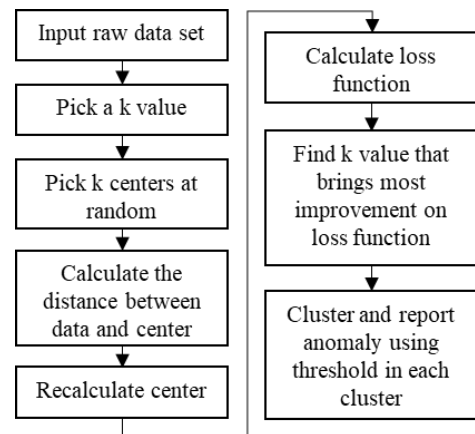 Input raw data set
Pick a k value
Pick k centers at
random
Calculate the
distance between
data and center
Recalculate center
Calculate loss
function
Find k value that
brings most
improvement on
loss function
Cluster and report
anomaly using
threshold in each
cluster